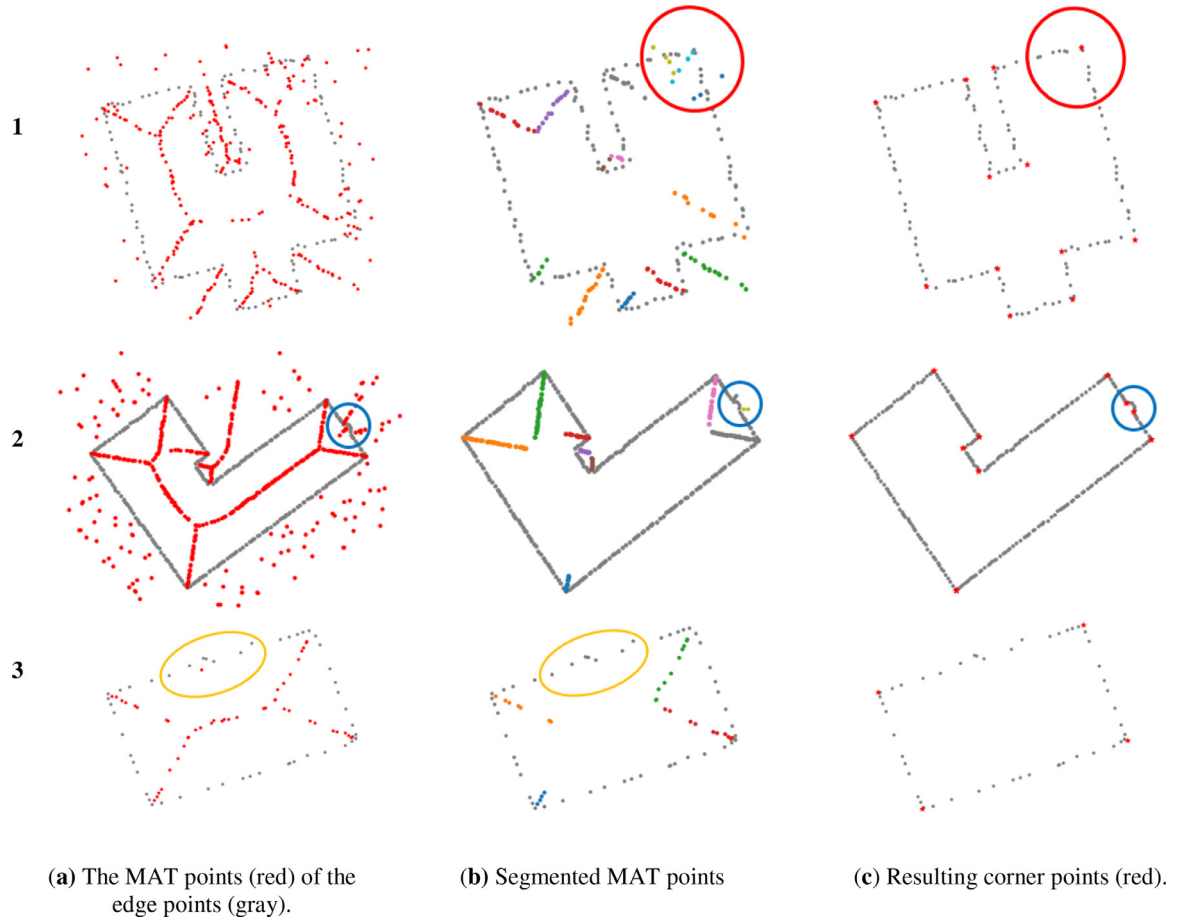 1
2
3
(a) The MAT points (red) of the
edge points (gray).
(b) Segmented MAT points
(c) Resulting corner points (red).